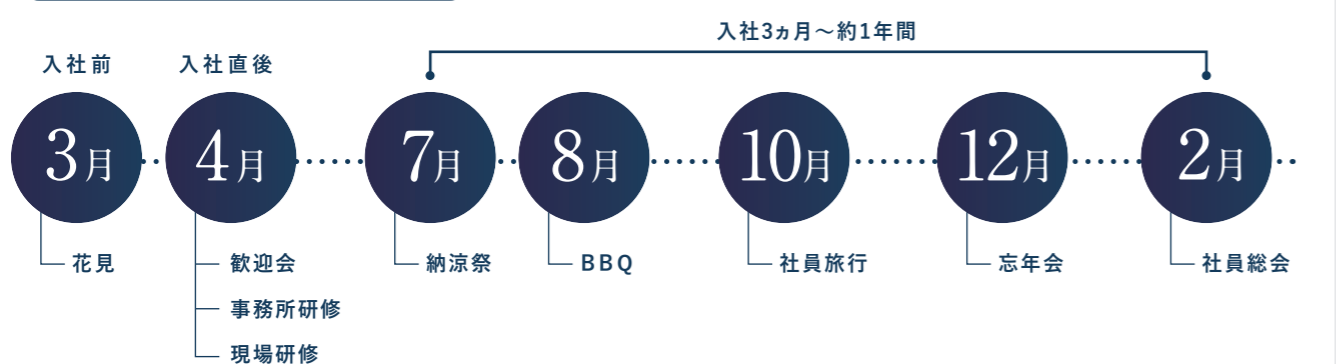 入社3ヵ月～約1年間
入社前
入社直後
3月
4月
7月
8月
10月
12月
2月
花見
歓迎会
事務所研修
現場研修
納涼祭
BBQ
社員旅行
忘年会
社員総会